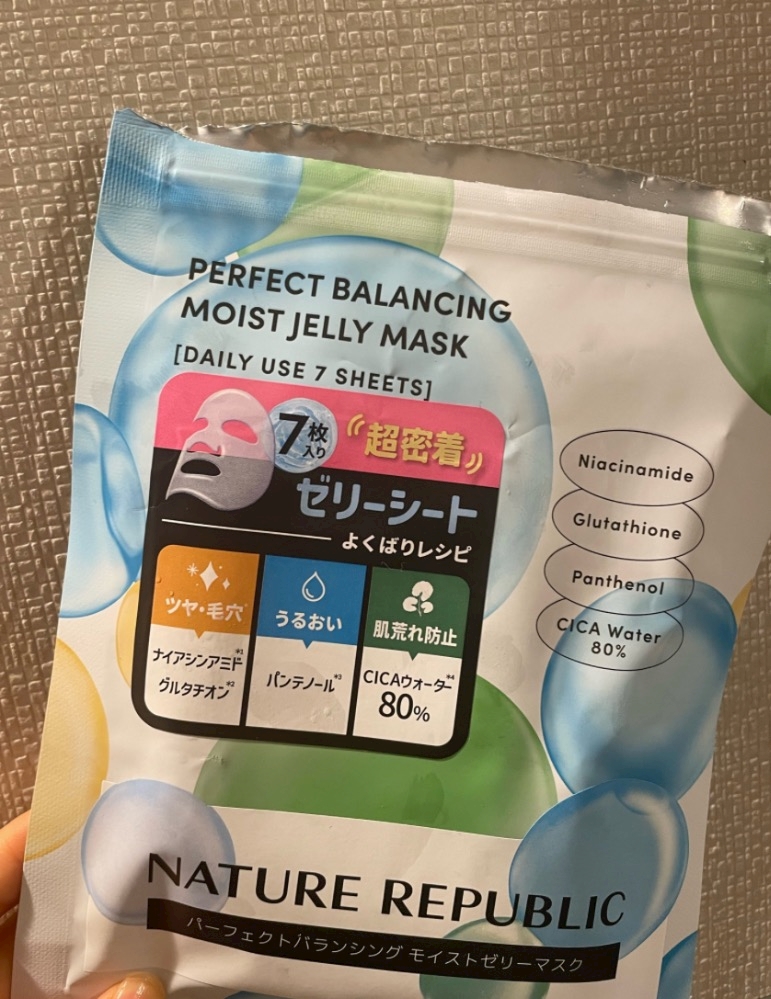 PERFECT BALANCING
MOIST JELLY MASK
[DAILY USE 7 SHEETS]
7枚入り
超密着
ゼリーシート
よくばりレシピ
ツヤ・毛穴
ナイアシンアミド*1
グルタチオン*2
うるおい
パンテノール*3
肌荒れ防止
CICAウォーター*4
80%
Niacinamide
Glutathione
Panthenol
CICA Water
80%
NATURE REPUBLIC
パーフェクトバランシング モイストゼリーマスク